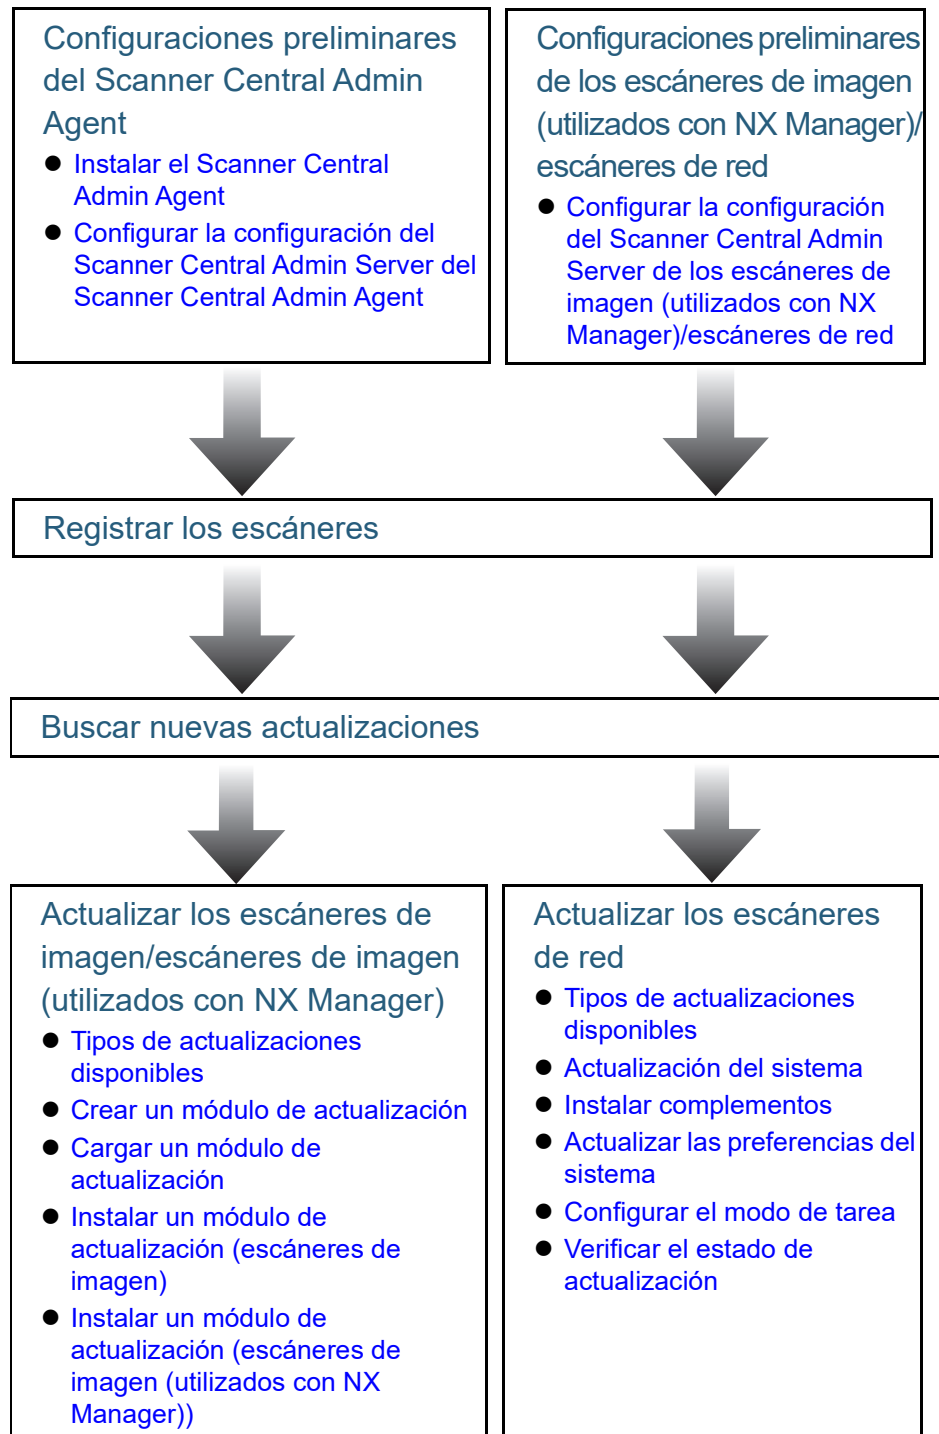 Configuraciones preliminares
del Scanner Central Admin
Agent
● Instalar el Scanner Central
Admin Agent
● Configurar la configuración del
Scanner Central Admin Server del
Scanner Central Admin Agent
Configuraciones preliminares
de los escáneres de imagen
(utilizados con NX Manager)/
escáneres de red
● Configurar la configuración
del Scanner Central Admin
Server de los escáneres de
imagen (utilizados con NX
Manager)/escáneres de red
Registrar los escáneres
Buscar nuevas actualizaciones
Actualizar los escáneres de
imagen/escáneres de imagen
(utilizados con NX Manager)
● Tipos de actualizaciones
disponibles
● Crear un módulo de actualización
● Cargar un módulo de
actualización
● Instalar un módulo de
actualización (escáneres de
imagen)
● Instalar un módulo de
actualización (escáneres de
imagen (utilizados con NX
Manager))
Actualizar los escáneres
de red
● Tipos de actualizaciones
disponibles
● Actualización del sistema
● Instalar complementos
● Actualizar las preferencias del
sistema
● Configurar el modo de tarea
● Verificar el estado de
actualización